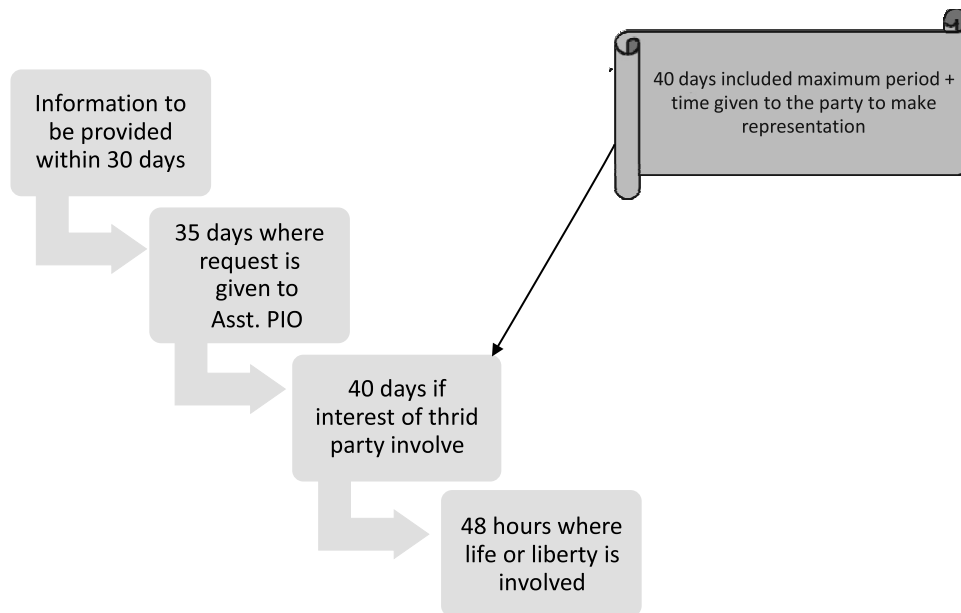 Information to
be provided
within 30 days
40 days included maximum period +
time given to the party to make
representation
35 days where
request is
given to
Asst. PIO
40 days if
interest of thrid
party involve
48 hours where
life or liberty is
involved